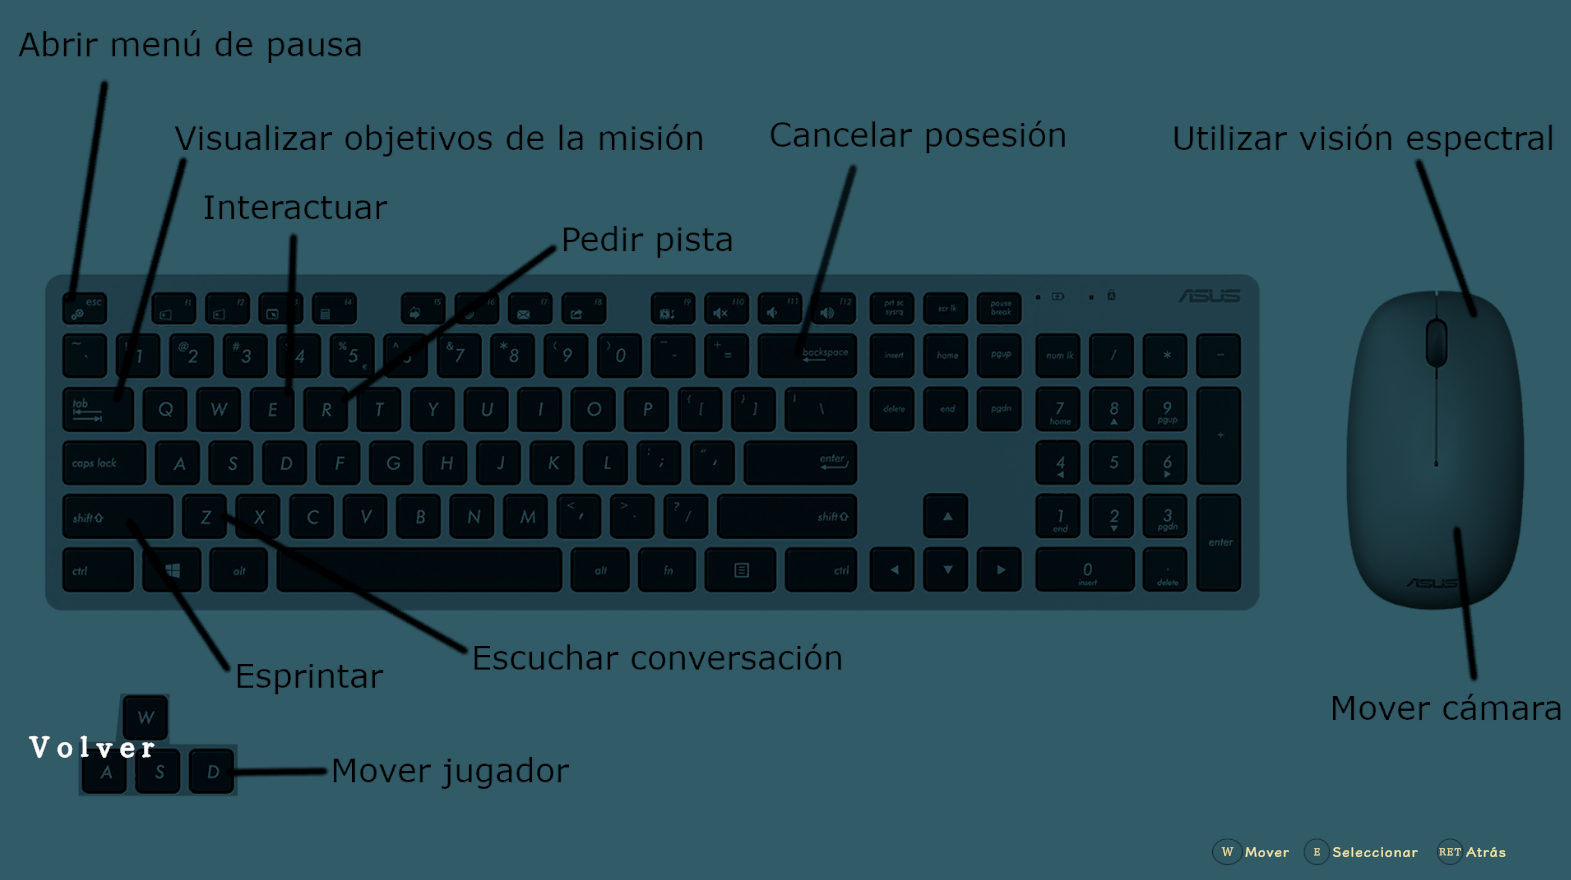 Abrir menú de pausa
Visualizar objetivos de la misión
Cancelar posesión
Utilizar visión espectral
Interactuar
Pedir pista
esc f1 f2 f4 f5 f6 f7 f8 f9 f10 f11 f12 prt sc sysrq scr lk pause break ASUS
~ ` 1 @ 2 # 3 4 % 5 € ^ & 7 * 8 ( 9 ) 0 _ - + = backspace insert home pgup num lk / * -
tab Q W E R T Y U I O P { [ } ] | \ delete end pgdn 7 home 8 9 pgup +
caps lock A S D F G H J K L : ; " ' enter 4 5 6
shift Z X C V B N M < , > . ? / shift 1 end 2 3 pgdn enter
ctrl alt alt fn ctrl 0 insert . delete
ASUS
Esprintar
Escuchar conversación
Mover cámara
W
Volver
A S D
Mover jugador
W Mover E Seleccionar RET Atrás